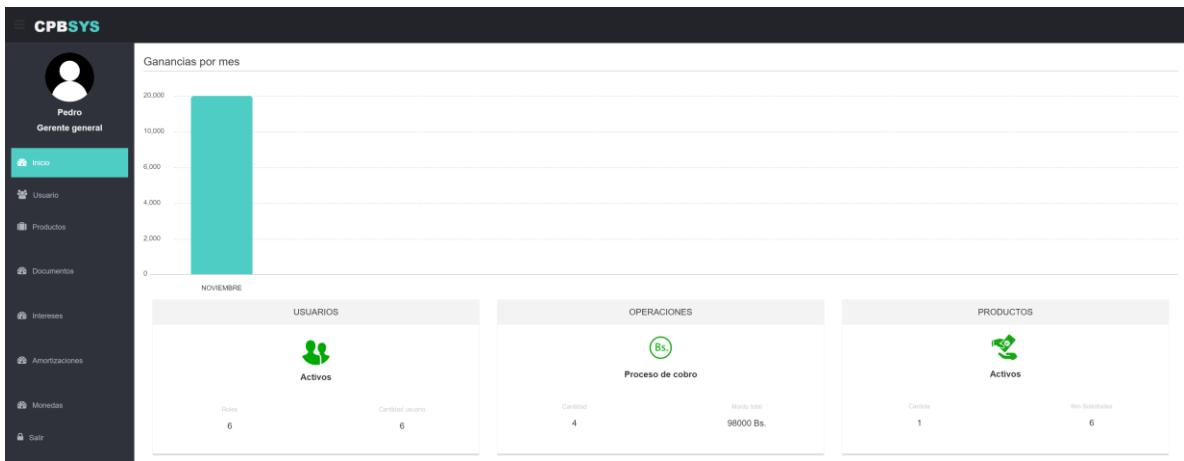 CPBSYS
Pedro
Gerente general
Inicio
Usuario
Productos
Documentos
Intereses
Amortizaciones
Monedas
Salir
Ganancias por mes
20,000
10,000
6,000
4,000
2,000
0
NOVIEMBRE
USUARIOS
Activos
Roles Cantidad usuario
6 6
OPERACIONES
Bs.
Proceso de cobro
Cantidad Monto total
4 98000 Bs.
PRODUCTOS
Activos
Nro Solicitudes
1 6